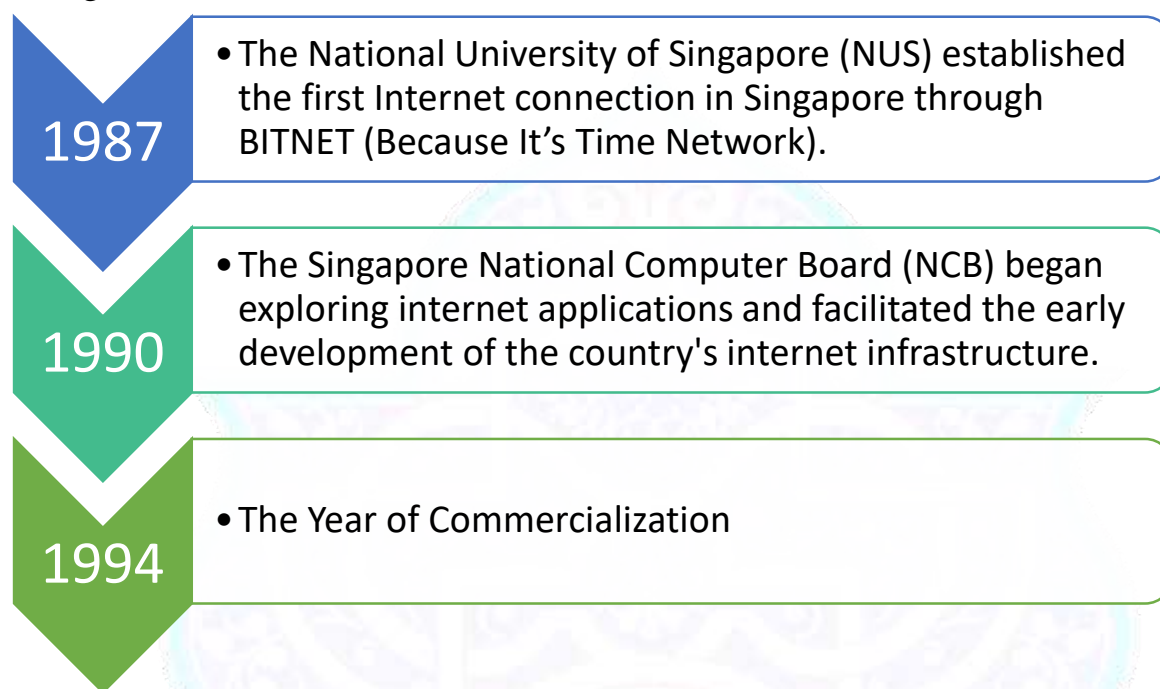 1987
• The National University of Singapore (NUS) established
the first Internet connection in Singapore through
BITNET (Because It’s Time Network).
1990
• The Singapore National Computer Board (NCB) began
exploring internet applications and facilitated the early
development of the country's internet infrastructure.
1994
• The Year of Commercialization